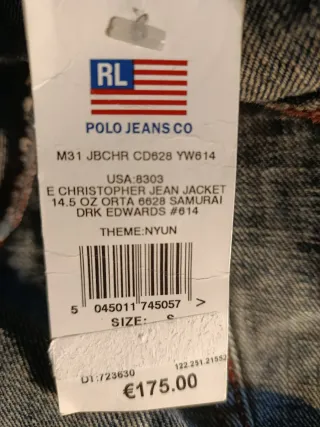 RL
POLO JEANS CO
M31 JBCHR CD628 YW614
USA:8303
E CHRISTOPHER JEAN JACKET
14.5 OZ ORTA 6628 SAMURAI
DRK EDWARDS #614
THEME:NYUN
5 045011 745057 >
SIZE: S
D1:723630
122.251.21552
€175.00